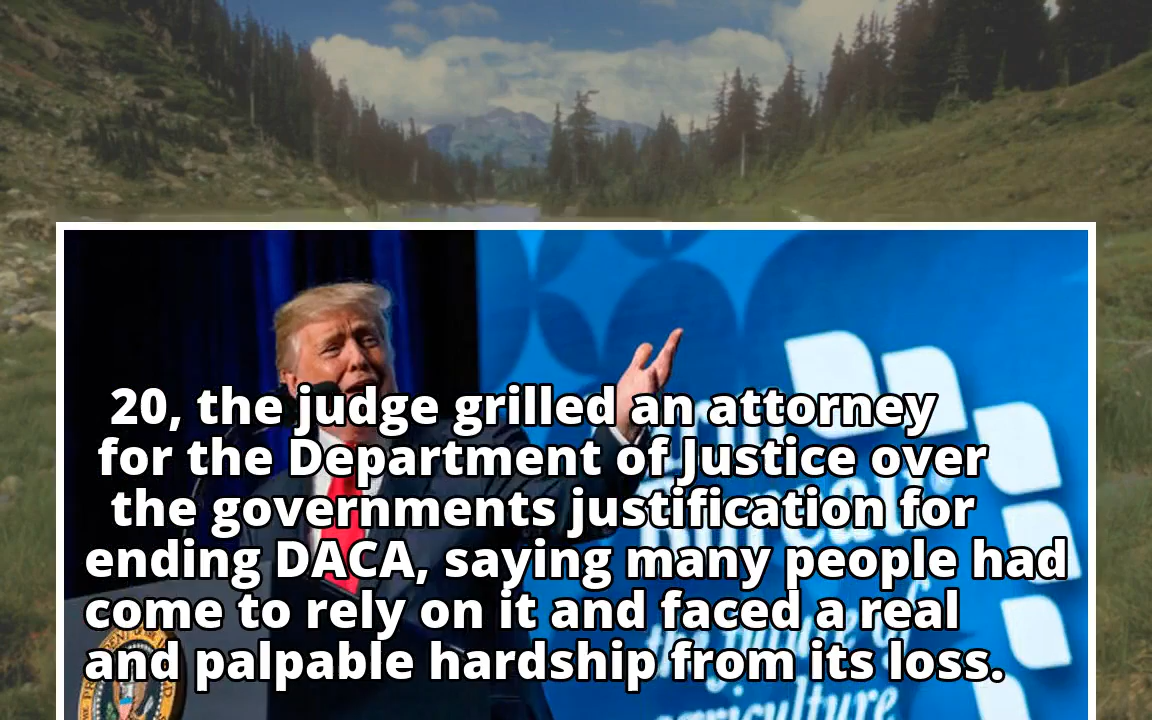 20, the judge grilled an attorney
for the Department of Justice over
the governments justification for
ending DACA, saying many people had
come to rely on it and faced a real
and palpable hardship from its loss.
agriculture